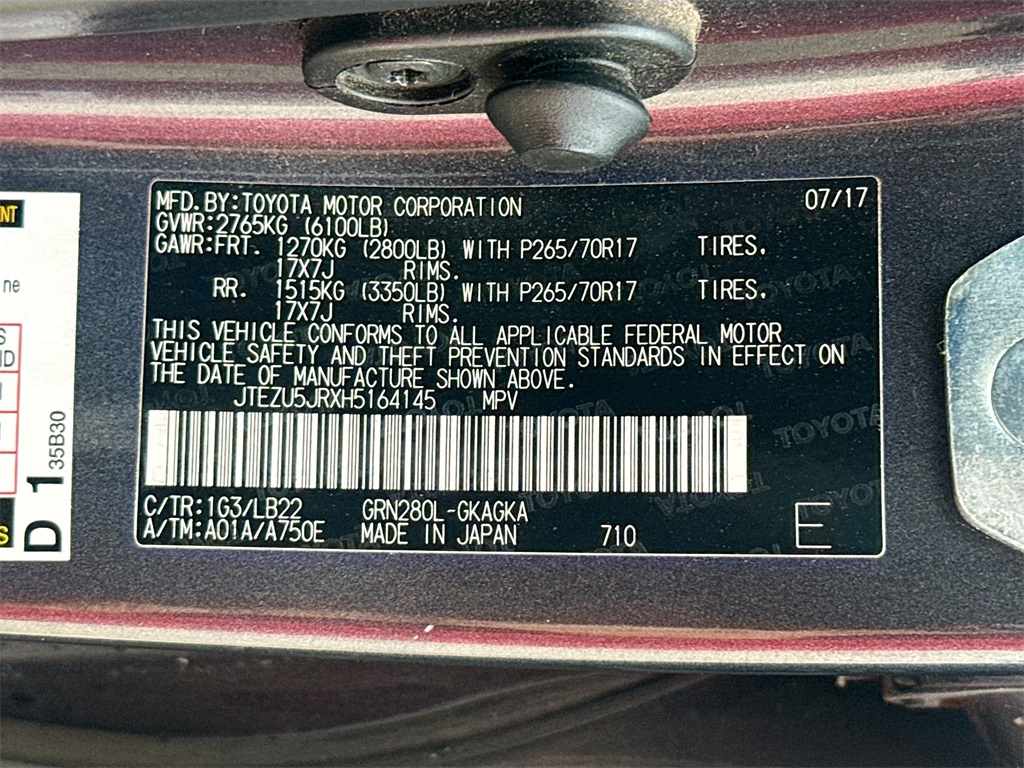 MFD. BY: TOYOTA MOTOR CORPORATION 07/17
GVWR: 2765KG (6100LB)
GAWR: FRT. 1270KG (2800LB) WITH P265/70R17 TIRES.
17X7J RIMS.
RR. 1515KG (3350LB) WITH P265/70R17 TIRES.
17X7J RIMS.
THIS VEHICLE CONFORMS TO ALL APPLICABLE FEDERAL MOTOR
VEHICLE SAFETY AND THEFT PREVENTION STANDARDS IN EFFECT ON
THE DATE OF MANUFACTURE SHOWN ABOVE.
JTEZU5JRXH5164145 MPV
C/TR: 1G3/LB22 GRN280L-GKAGKA
A/TM: A01A/A750E MADE IN JAPAN 710 E
D 1 35B30
TOYOTA